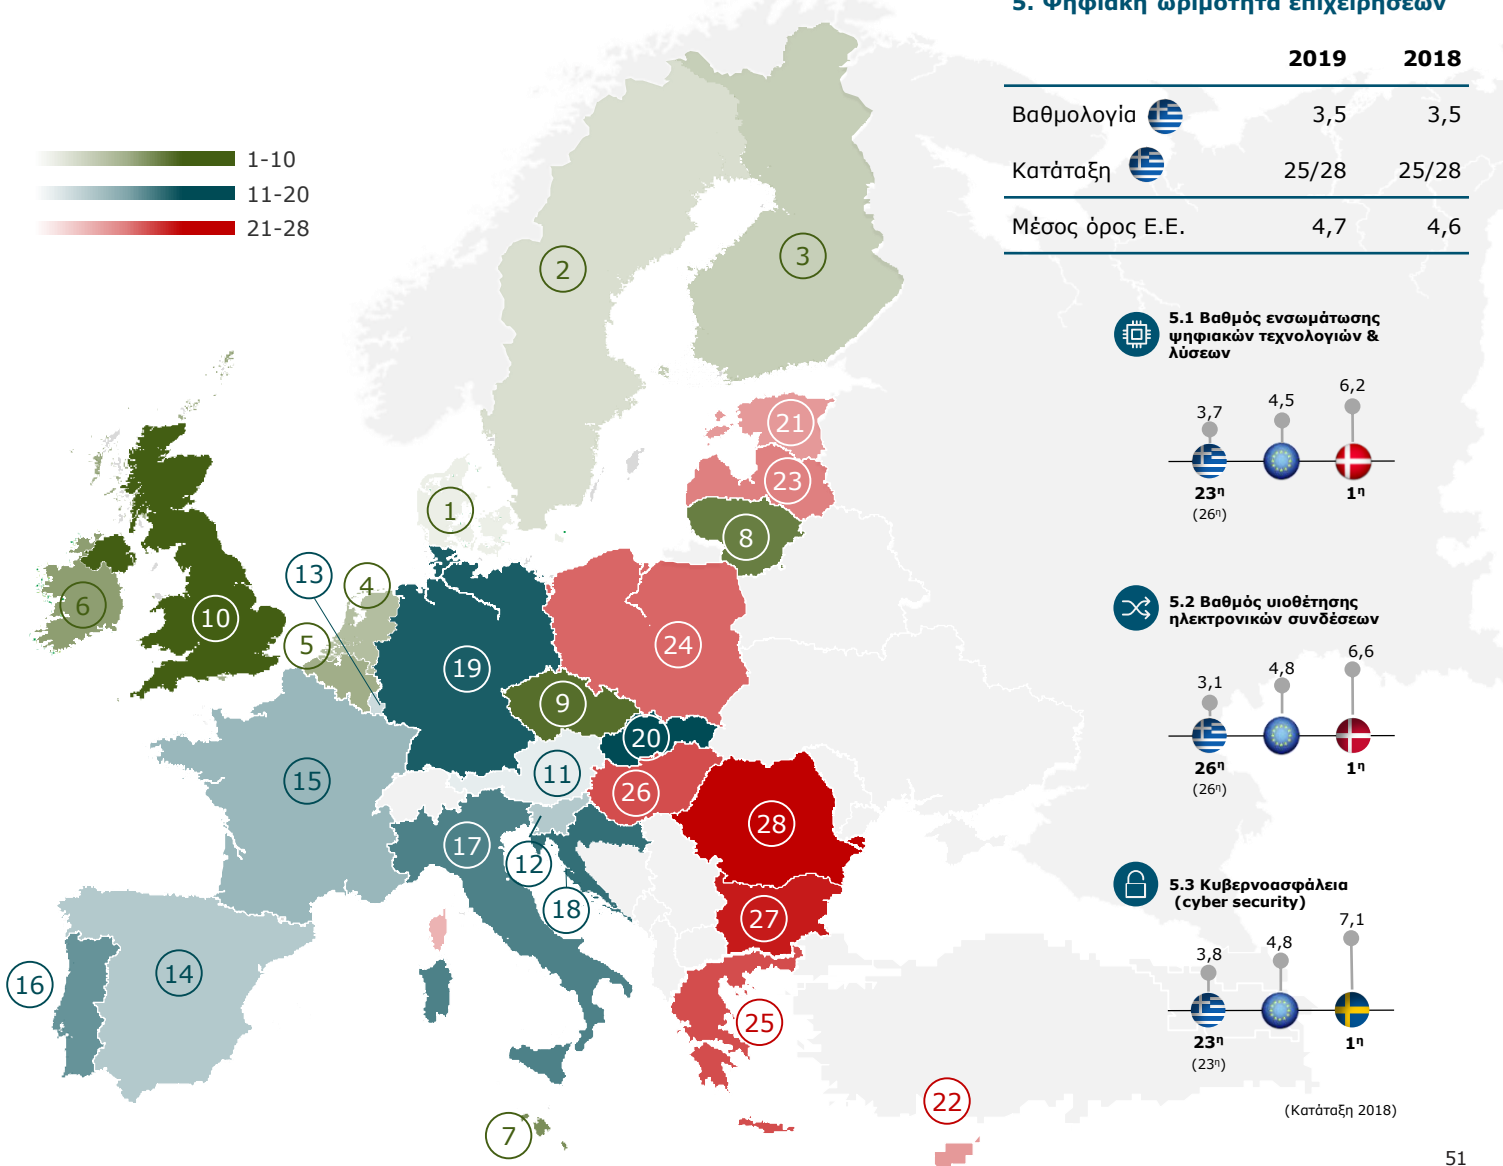 5. Ψηφιακή ωριμότητα επιχειρήσεων
2019 2018
Βαθμολογία 3,5 3,5
Κατάταξη 25/28 25/28
Μέσος όρος Ε.Ε. 4,7 4,6
1-10
11-20
21-28
2
3
21
23
1
8
13
4
6
10
5
24
19
9
20
11
15
26
28
17
12
18
27
14
16
25
22
7
5.1 Βαθμός ενσωμάτωσης
ψηφιακών τεχνολογιών &
λύσεων
3,7 4,5 6,2
23η 1η
(26η)
5.2 Βαθμός υιοθέτησης
ηλεκτρονικών συνδέσεων
3,1 4,8 6,6
26η 1η
(26η)
5.3 Κυβερνοασφάλεια
(cyber security)
3,8 4,8 7,1
23η 1η
(23η)
(Κατάταξη 2018)
51